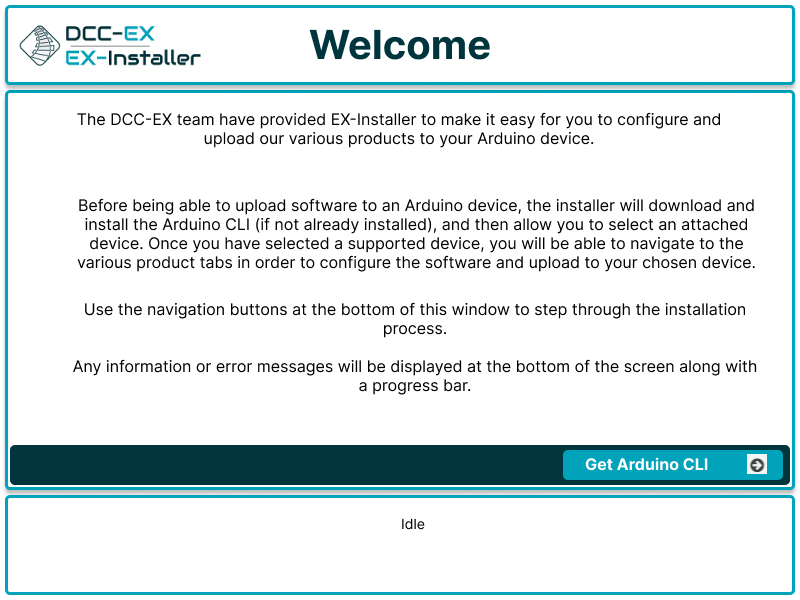 DCC-EX
EX-Installer
Welcome
The DCC-EX team have provided EX-Installer to make it easy for you to configure and
upload our various products to your Arduino device.
Before being able to upload software to an Arduino device, the installer will download and
install the Arduino CLI (if not already installed), and then allow you to select an attached
device. Once you have selected a supported device, you will be able to navigate to the
various product tabs in order to configure the software and upload to your chosen device.
Use the navigation buttons at the bottom of this window to step through the installation
process.
Any information or error messages will be displayed at the bottom of the screen along with
a progress bar.
Get Arduino CLI
Idle